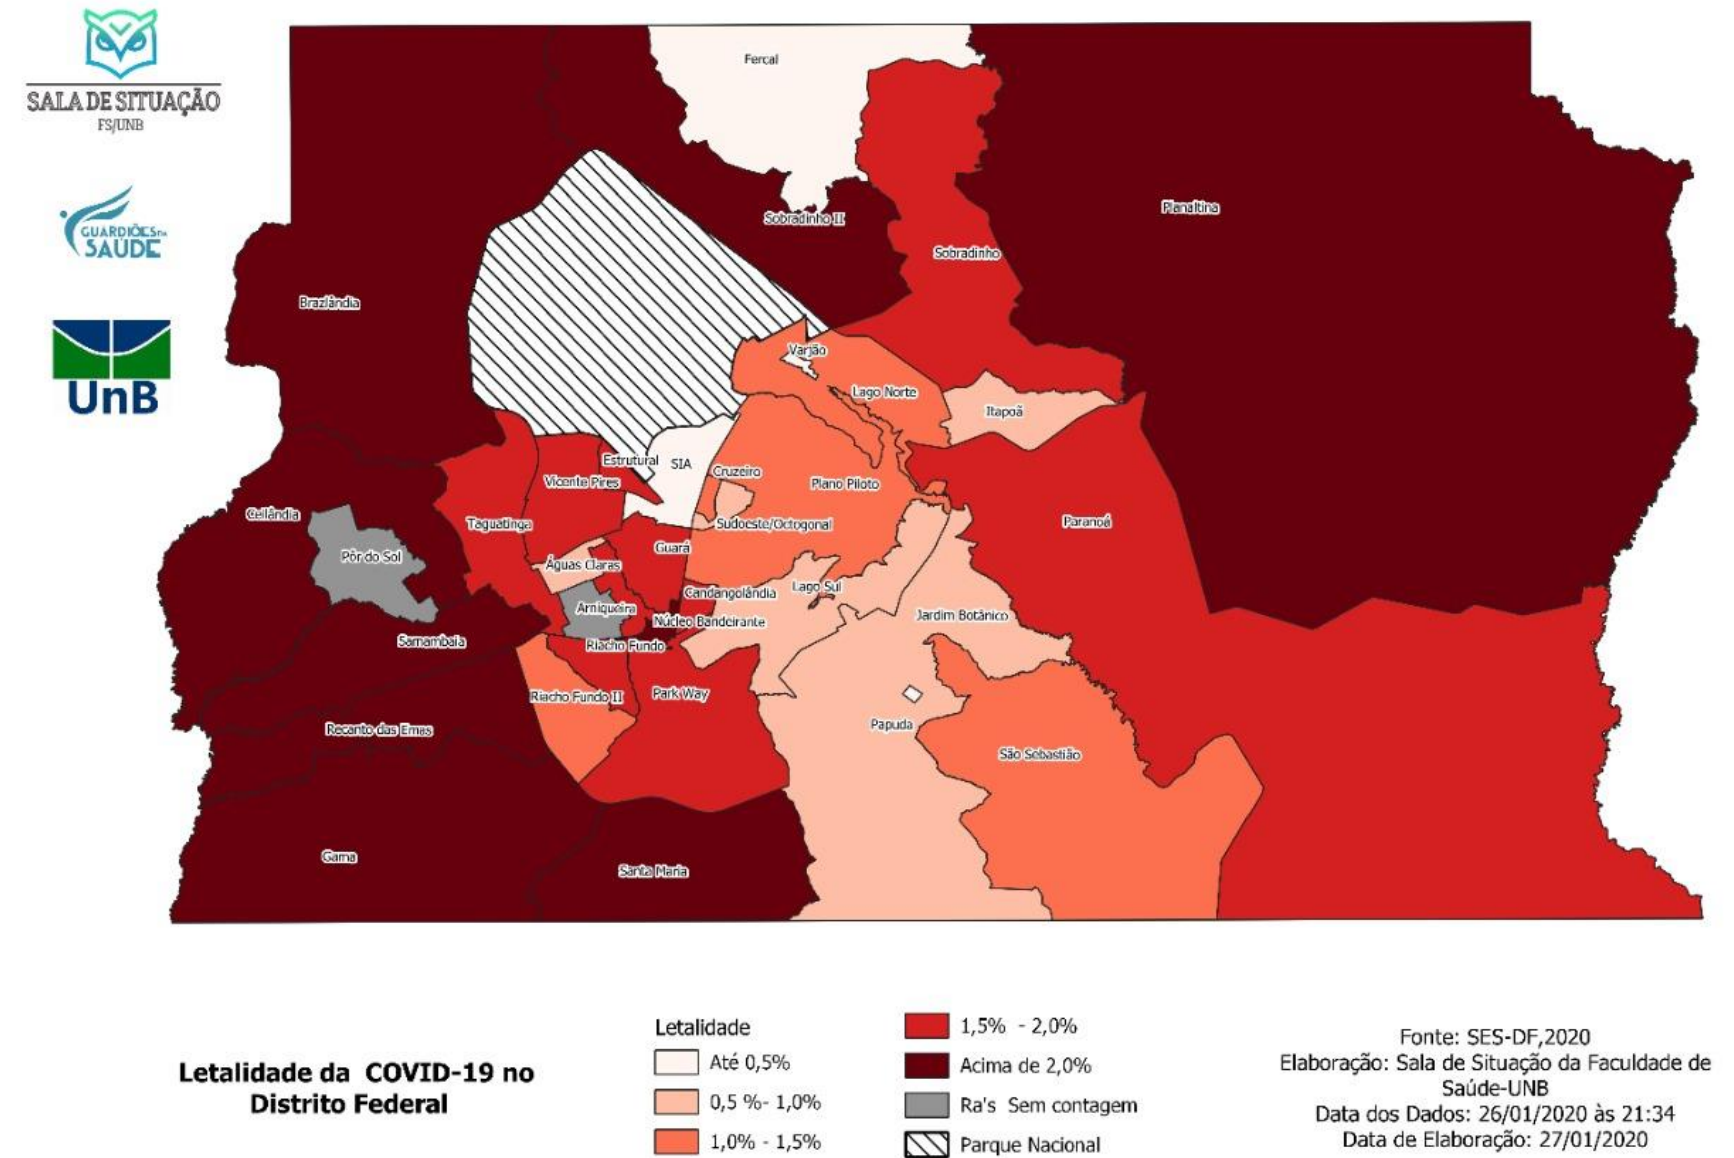 SALA DE SITUAÇÃO
FS/UNB
GUARDIÕES DA
SAÚDE
UnB
Fercal
Sobradinho II
Planaltina
Sobradinho
Brazlândia
Varjão
Lago Norte
Itapoã
Estrutural
SIA
Cruzeiro
Vicente Pires
Plano Piloto
Ceilândia
Taguatinga
Sudoeste/Octogonal
Paranoá
Pôr do Sol
Guará
Águas Claras
Candangolândia
Lago Sul
Arniqueira
Núcleo Bandeirante
Jardim Botânico
Samambaia
Riacho Fundo
Riacho Fundo II
Park Way
Papuda
Recanto das Emas
São Sebastião
Gama
Santa Maria
Letalidade da COVID-19 no
Distrito Federal
Letalidade
Até 0,5%
0,5 %- 1,0%
1,0% - 1,5%
1,5% - 2,0%
Acima de 2,0%
Ra's Sem contagem
Parque Nacional
Fonte: SES-DF,2020
Elaboração: Sala de Situação da Faculdade de
Saúde-UNB
Data dos Dados: 26/01/2020 às 21:34
Data de Elaboração: 27/01/2020